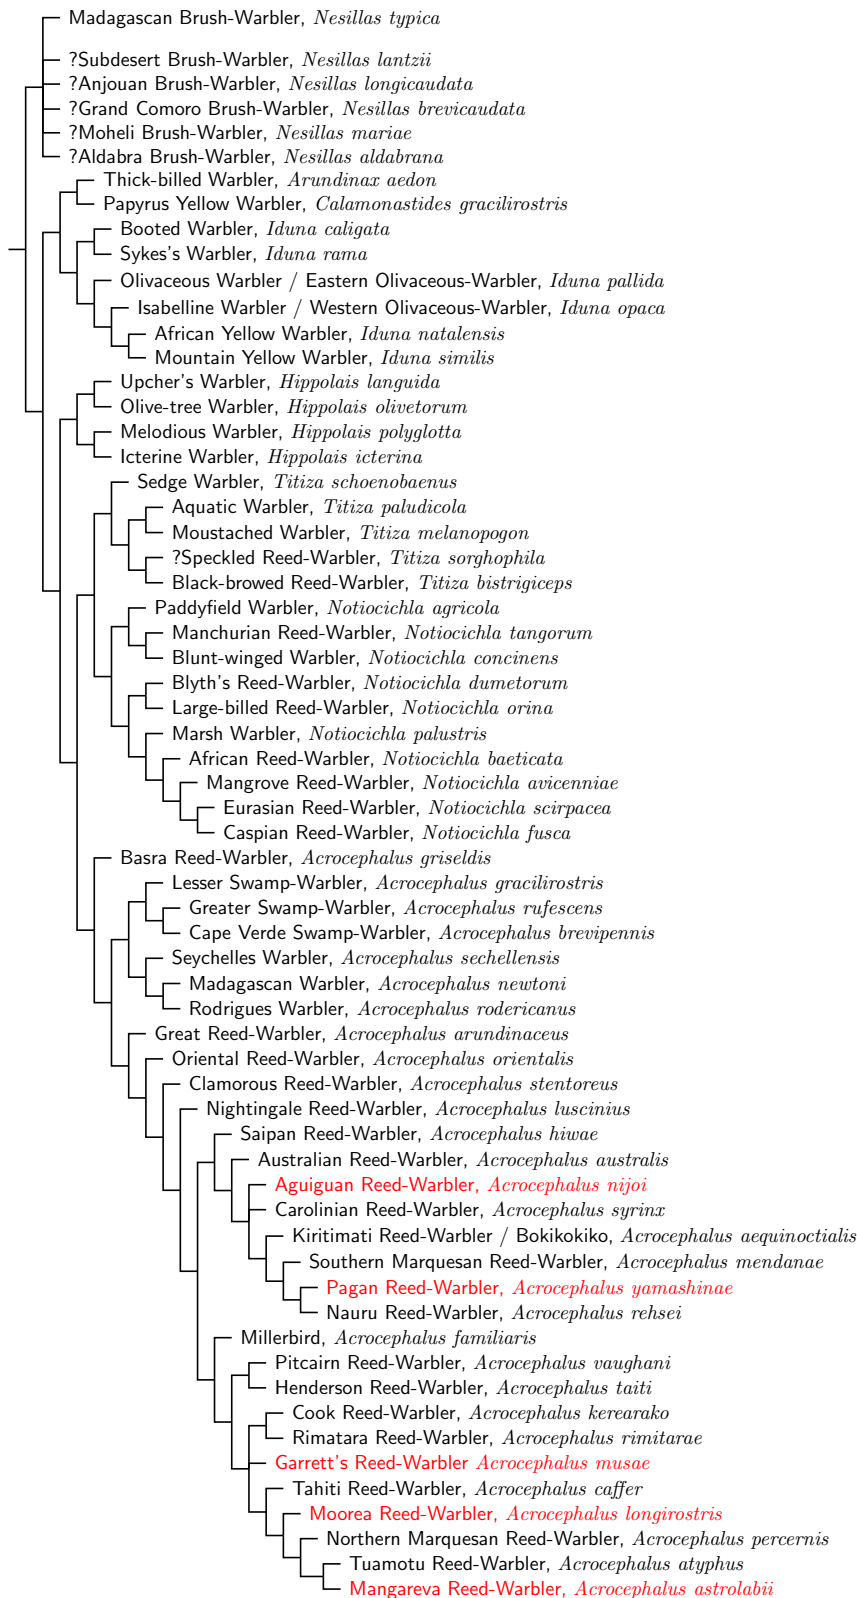 Madagascan Brush-Warbler, Nesillas typica
?Subdesert Brush-Warbler, Nesillas lantzii
?Anjouan Brush-Warbler, Nesillas longicaudata
?Grand Comoro Brush-Warbler, Nesillas brevicaudata
?Moheli Brush-Warbler, Nesillas mariae
?Aldabra Brush-Warbler, Nesillas aldabrana
Thick-billed Warbler, Arundinax aedon
Papyrus Yellow Warbler, Calamonastides gracilirostris
Booted Warbler, Iduna caligata
Sykes's Warbler, Iduna rama
Olivaceous Warbler / Eastern Olivaceous-Warbler, Iduna pallida
Isabelline Warbler / Western Olivaceous-Warbler, Iduna opaca
African Yellow Warbler, Iduna natalensis
Mountain Yellow Warbler, Iduna similis
Upcher's Warbler, Hippolais languida
Olive-tree Warbler, Hippolais olivetorum
Melodious Warbler, Hippolais polyglotta
Icterine Warbler, Hippolais icterina
Sedge Warbler, Titiza schoenobaenus
Aquatic Warbler, Titiza paludicola
Moustached Warbler, Titiza melanopogon
?Speckled Reed-Warbler, Titiza sorghophila
Black-browed Reed-Warbler, Titiza bistrigiceps
Paddyfield Warbler, Notiocichla agricola
Manchurian Reed-Warbler, Notiocichla tangorum
Blunt-winged Warbler, Notiocichla concinens
Blyth's Reed-Warbler, Notiocichla dumetorum
Large-billed Reed-Warbler, Notiocichla orina
Marsh Warbler, Notiocichla palustris
African Reed-Warbler, Notiocichla baeticata
Mangrove Reed-Warbler, Notiocichla avicenniae
Eurasian Reed-Warbler, Notiocichla scirpacea
Caspian Reed-Warbler, Notiocichla fusca
Basra Reed-Warbler, Acrocephalus griseldis
Lesser Swamp-Warbler, Acrocephalus gracilirostris
Greater Swamp-Warbler, Acrocephalus rufescens
Cape Verde Swamp-Warbler, Acrocephalus brevipennis
Seychelles Warbler, Acrocephalus sechellensis
Madagascan Warbler, Acrocephalus newtoni
Rodrigues Warbler, Acrocephalus rodericanus
Great Reed-Warbler, Acrocephalus arundinaceus
Oriental Reed-Warbler, Acrocephalus orientalis
Clamorous Reed-Warbler, Acrocephalus stentoreus
Nightingale Reed-Warbler, Acrocephalus luscinius
Saipan Reed-Warbler, Acrocephalus hiwae
Australian Reed-Warbler, Acrocephalus australis
Aguiguan Reed-Warbler, Acrocephalus nijoi
Carolinian Reed-Warbler, Acrocephalus syrinx
Kiritimati Reed-Warbler / Bokikokiko, Acrocephalus aequinoctialis
Southern Marquesan Reed-Warbler, Acrocephalus mendanae
Pagan Reed-Warbler, Acrocephalus yamashinae
Nauru Reed-Warbler, Acrocephalus rehsei
Millerbird, Acrocephalus familiaris
Pitcairn Reed-Warbler, Acrocephalus vaughani
Henderson Reed-Warbler, Acrocephalus taiti
Cook Reed-Warbler, Acrocephalus kerearako
Rimatara Reed-Warbler, Acrocephalus rimitarae
Garrett's Reed-Warbler Acrocephalus musae
Tahiti Reed-Warbler, Acrocephalus caffer
Moorea Reed-Warbler, Acrocephalus longirostris
Northern Marquesan Reed-Warbler, Acrocephalus percernis
Tuamotu Reed-Warbler, Acrocephalus atyphus
Mangareva Reed-Warbler, Acrocephalus astrolabii